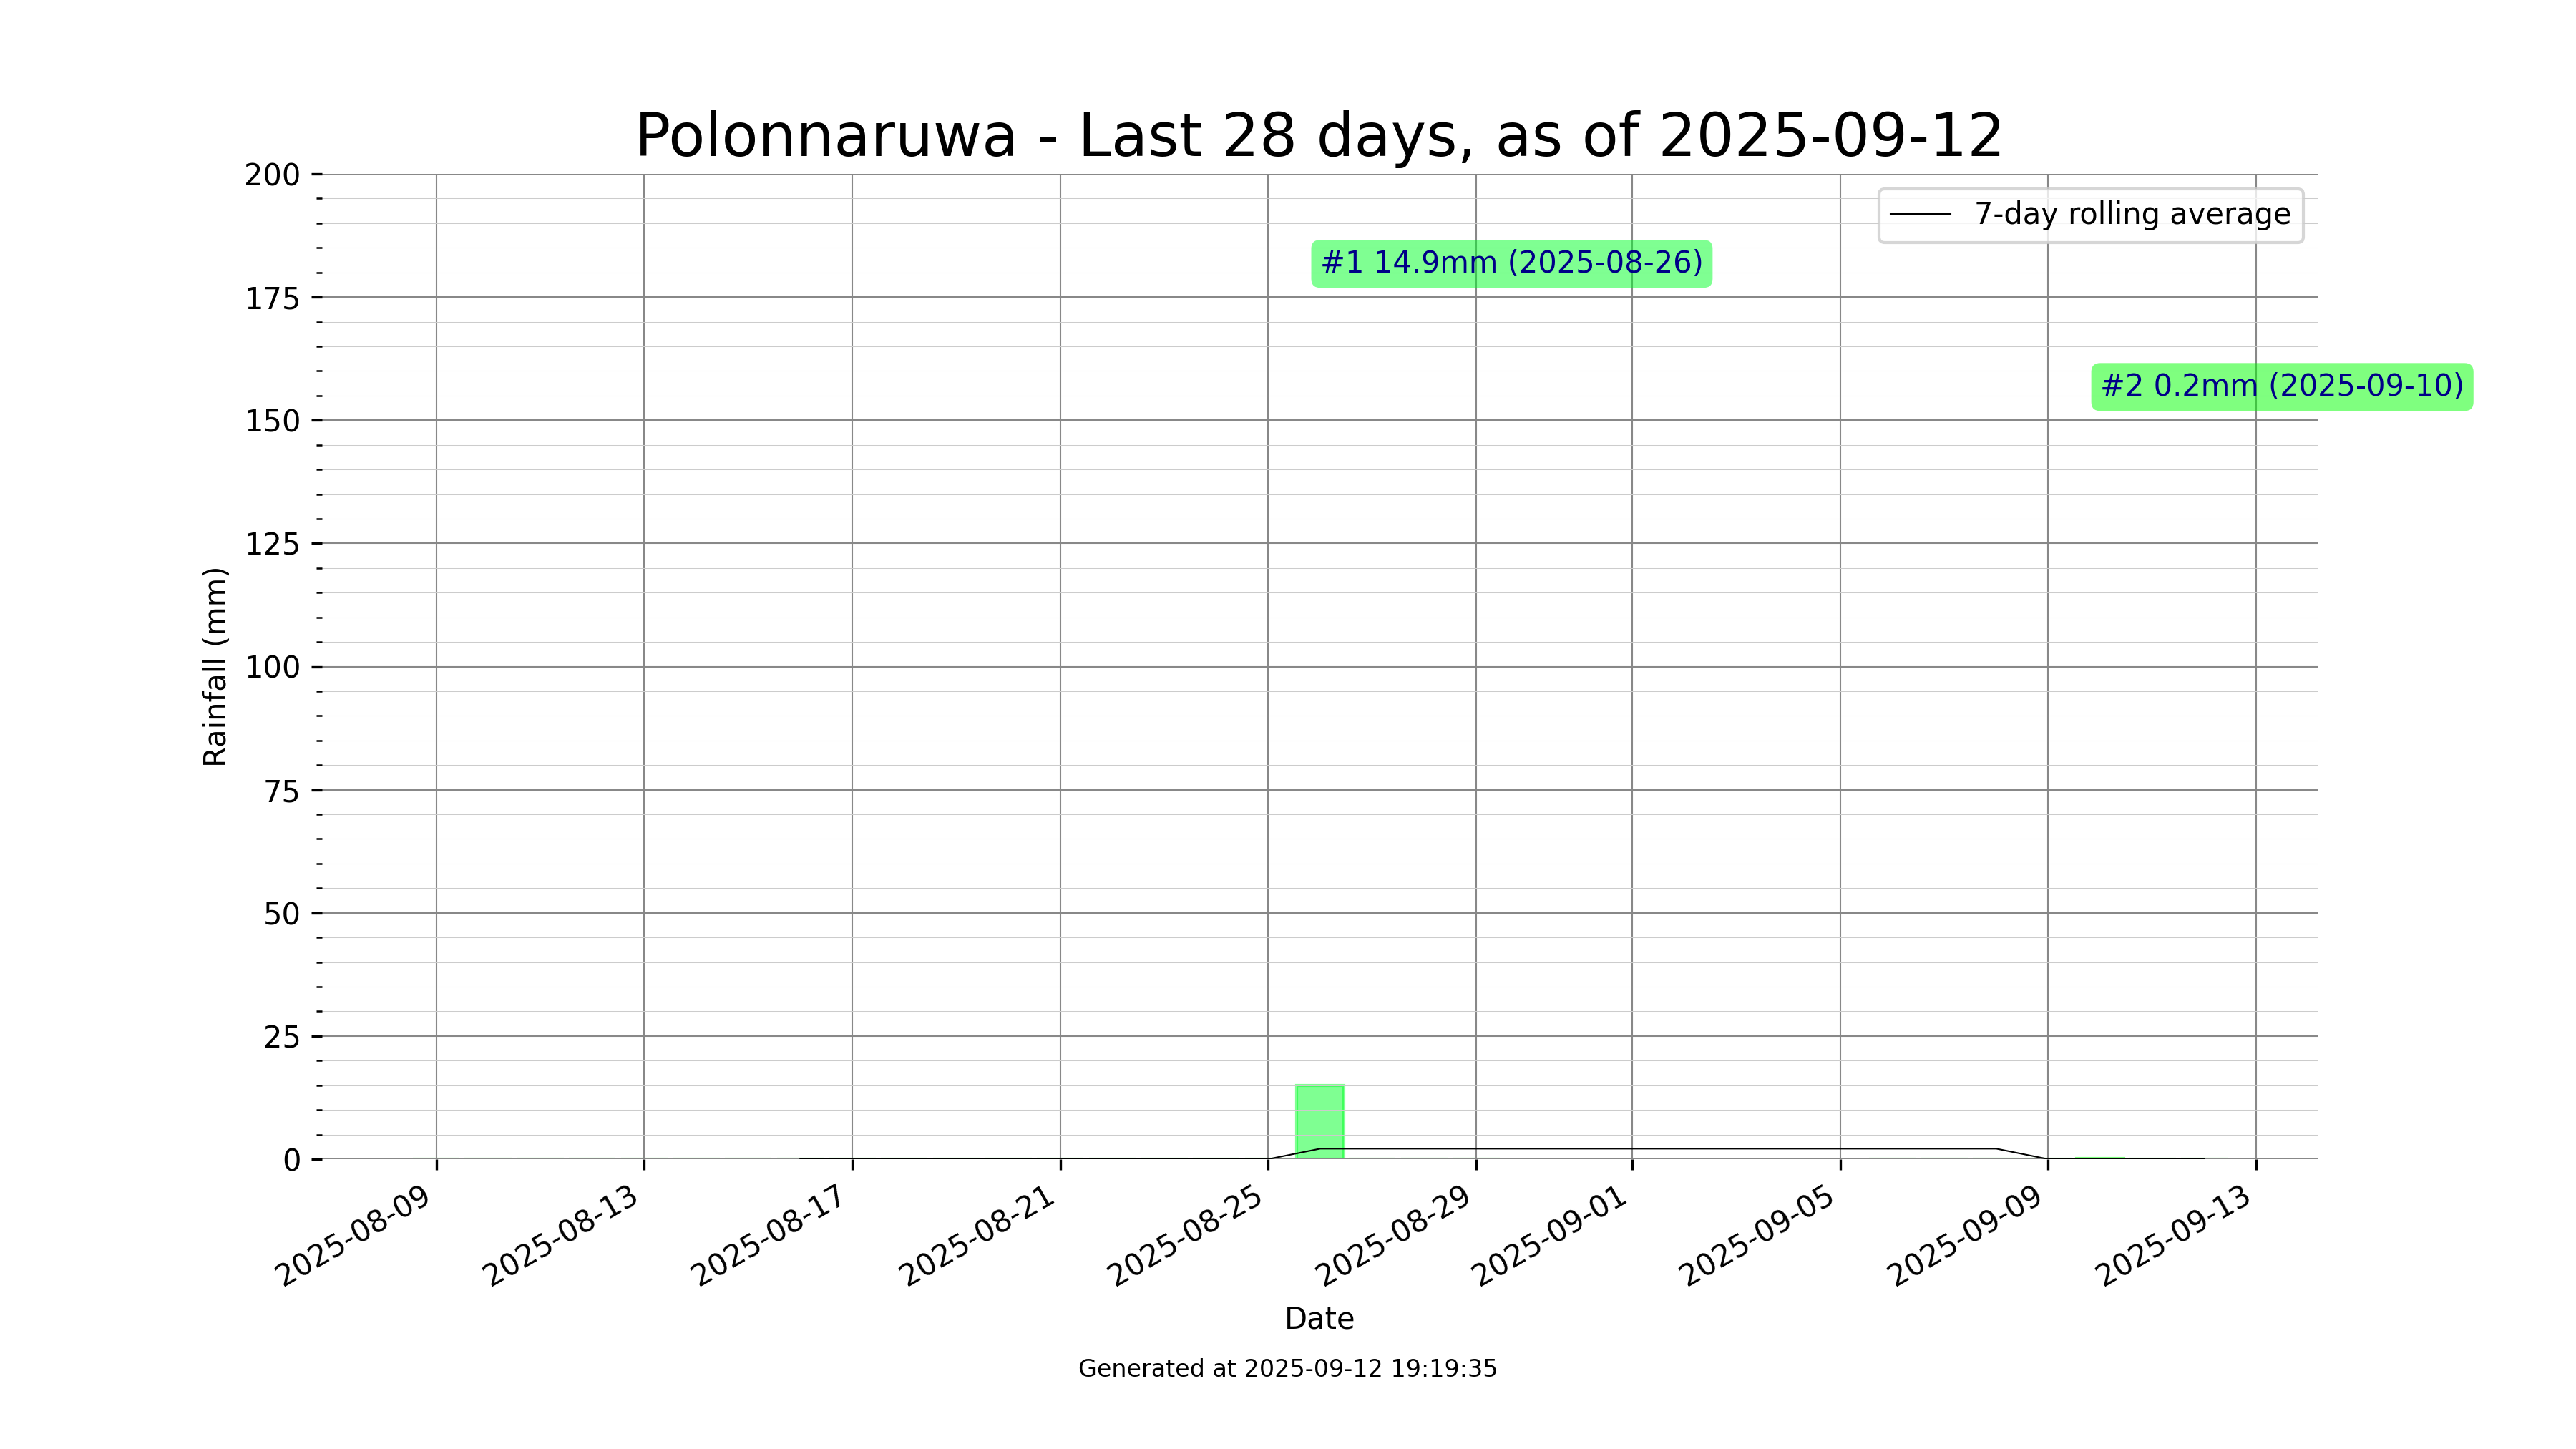 Polonnaruwa - Last 28 days, as of 2025-09-12
200
175
150
125
100
75
50
25
0
Rainfall (mm)
7-day rolling average
#1 14.9mm (2025-08-26)
#2 0.2mm (2025-09-10)
2025-08-09
2025-08-13
2025-08-17
2025-08-21
2025-08-25
2025-08-29
2025-09-01
2025-09-05
2025-09-09
2025-09-13
Date
Generated at 2025-09-12 19:19:35